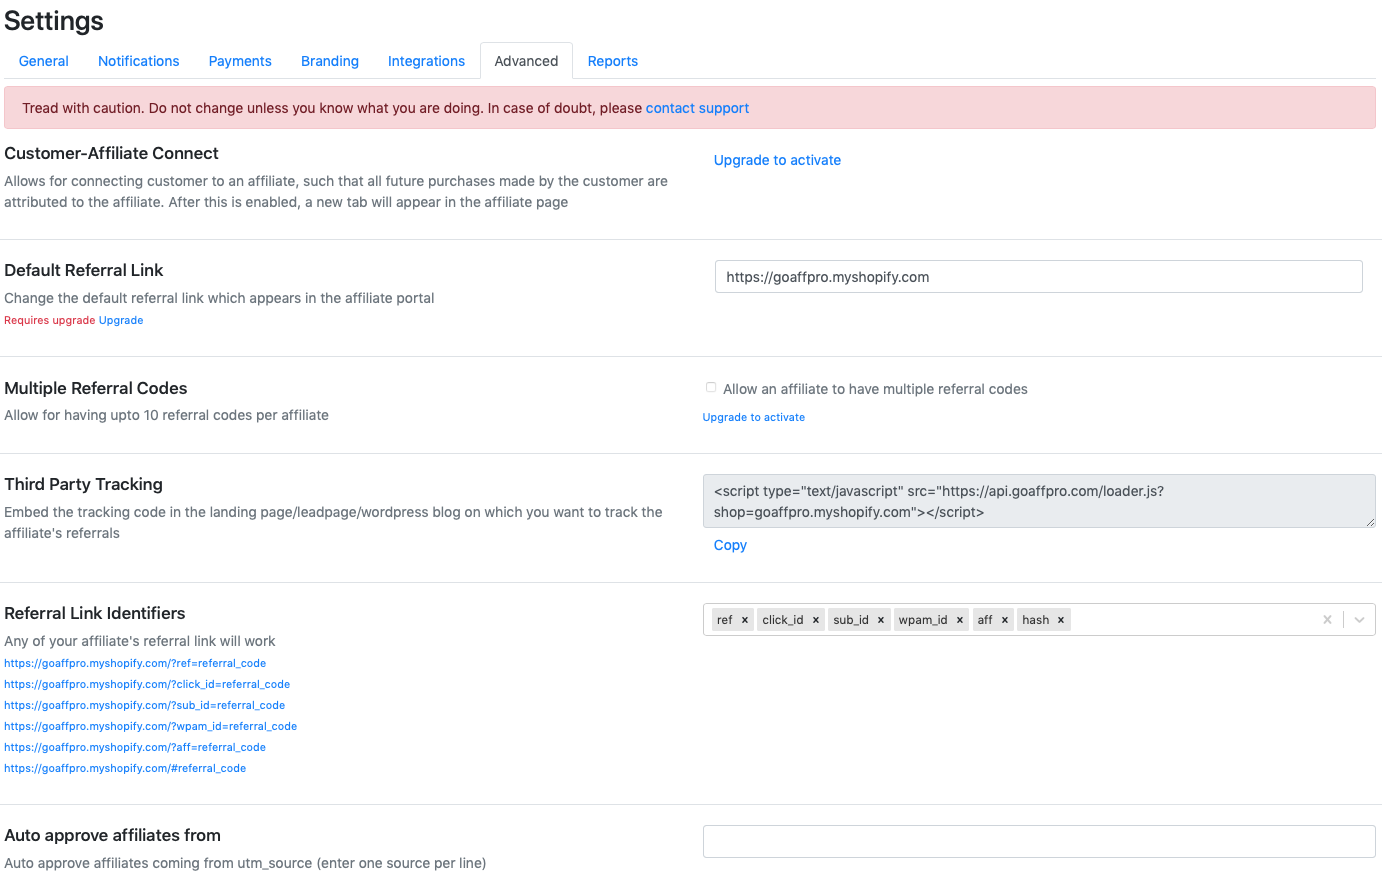 Settings
General Notifications Payments Branding Integrations Advanced Reports
Tread with caution. Do not change unless you know what you are doing. In case of doubt, please contact support
Customer-Affiliate Connect
Allows for connecting customer to an affiliate, such that all future purchases made by the customer are
attributed to the affiliate. After this is enabled, a new tab will appear in the affiliate page
Upgrade to activate
Default Referral Link
Change the default referral link which appears in the affiliate portal
Requires upgrade Upgrade
https://goaffpro.myshopify.com
Multiple Referral Codes
Allow for having upto 10 referral codes per affiliate
Allow an affiliate to have multiple referral codes
Upgrade to activate
Third Party Tracking
Embed the tracking code in the landing page/leadpage/wordpress blog on which you want to track the
affiliate's referrals
<script type="text/javascript" src="https://api.goaffpro.com/loader.js?
shop=goaffpro.myshopify.com"></script>
Copy
Referral Link Identifiers
Any of your affiliate's referral link will work
https://goaffpro.myshopify.com/?ref=referral_code
https://goaffpro.myshopify.com/?click_id=referral_code
https://goaffpro.myshopify.com/?sub_id=referral_code
https://goaffpro.myshopify.com/?wpam_id=referral_code
https://goaffpro.myshopify.com/?aff=referral_code
https://goaffpro.myshopify.com/#referral_code
ref × click_id × sub_id × wpam_id × aff × hash ×
Auto approve affiliates from
Auto approve affiliates coming from utm_source (enter one source per line)